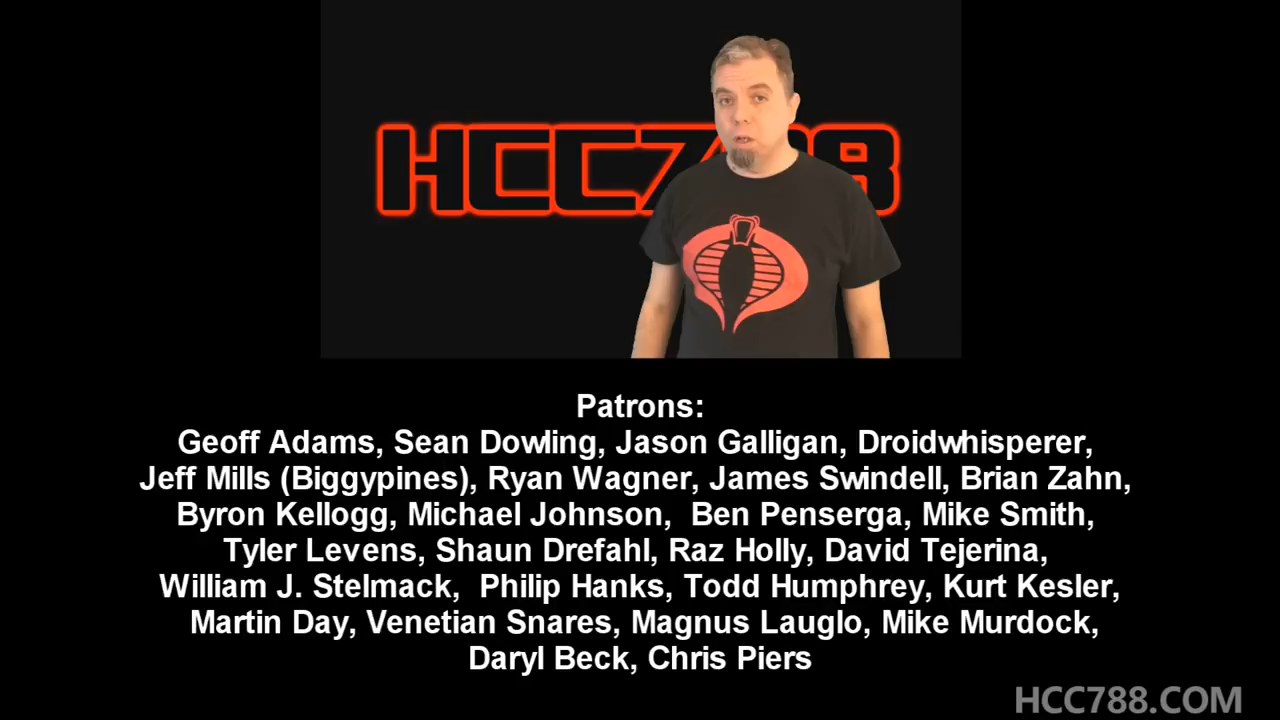 HCC788
Patrons:
Geoff Adams, Sean Dowling, Jason Galligan, Droidwhisperer,
Jeff Mills (Biggypines), Ryan Wagner, James Swindell, Brian Zahn,
Byron Kellogg, Michael Johnson,  Ben Penserga, Mike Smith,
Tyler Levens, Shaun Drefahl, Raz Holly, David Tejerina,
William J. Stelmack,  Philip Hanks, Todd Humphrey, Kurt Kesler,
Martin Day, Venetian Snares, Magnus Lauglo, Mike Murdock,
Daryl Beck, Chris Piers
HCC788.COM